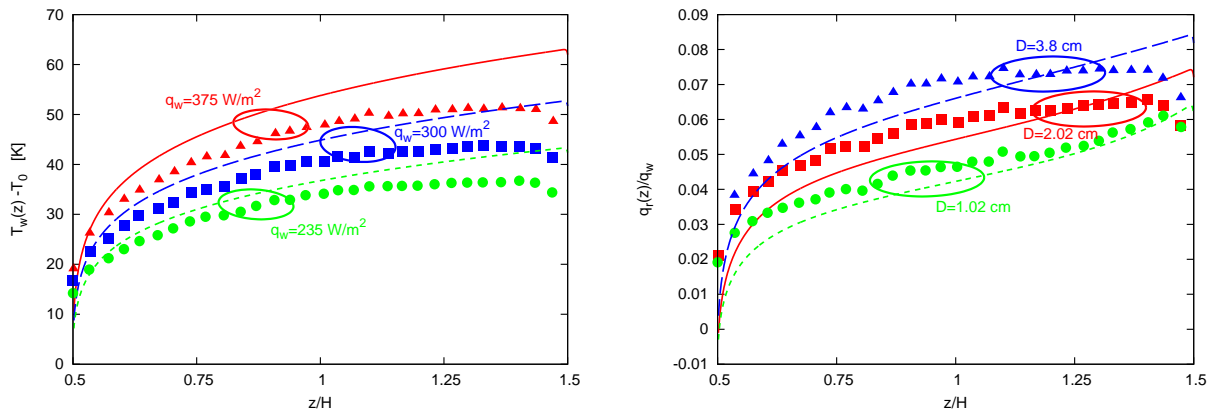 70
60
50
40
30
20
10
0
0.5
0.75
1
1.25
1.5
z/H
T_w(z) -T_0 [K]
q_w=375 W/m²
q_w=300 W/m²
q_w=235 W/m²
0.09
0.08
0.07
0.06
0.05
0.04
0.03
0.02
0.01
0
-0.01
0.5
0.75
1
1.25
1.5
z/H
q_r(z)/q_w
D=3.8 cm
D=2.02 cm
D=1.02 cm